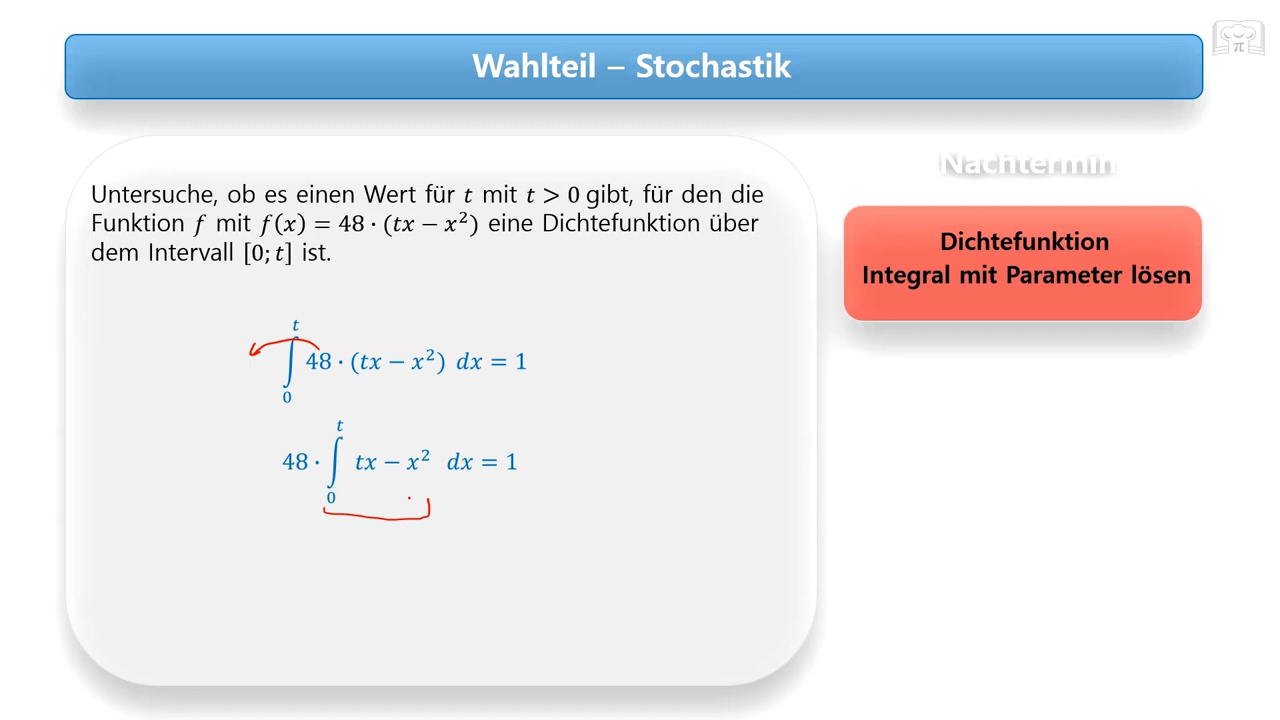 Wahlteil – Stochastik
Nachtermin
Untersuche, ob es einen Wert für t mit t > 0 gibt, für den die
Funktion f mit f(x) = 48 · (tx − x²) eine Dichtefunktion über
dem Intervall [0; t] ist.
Dichtefunktion
Integral mit Parameter lösen
t
∫ 48 · (tx − x²) dx = 1
0
t
48 · ∫ tx − x² dx = 1
0
π